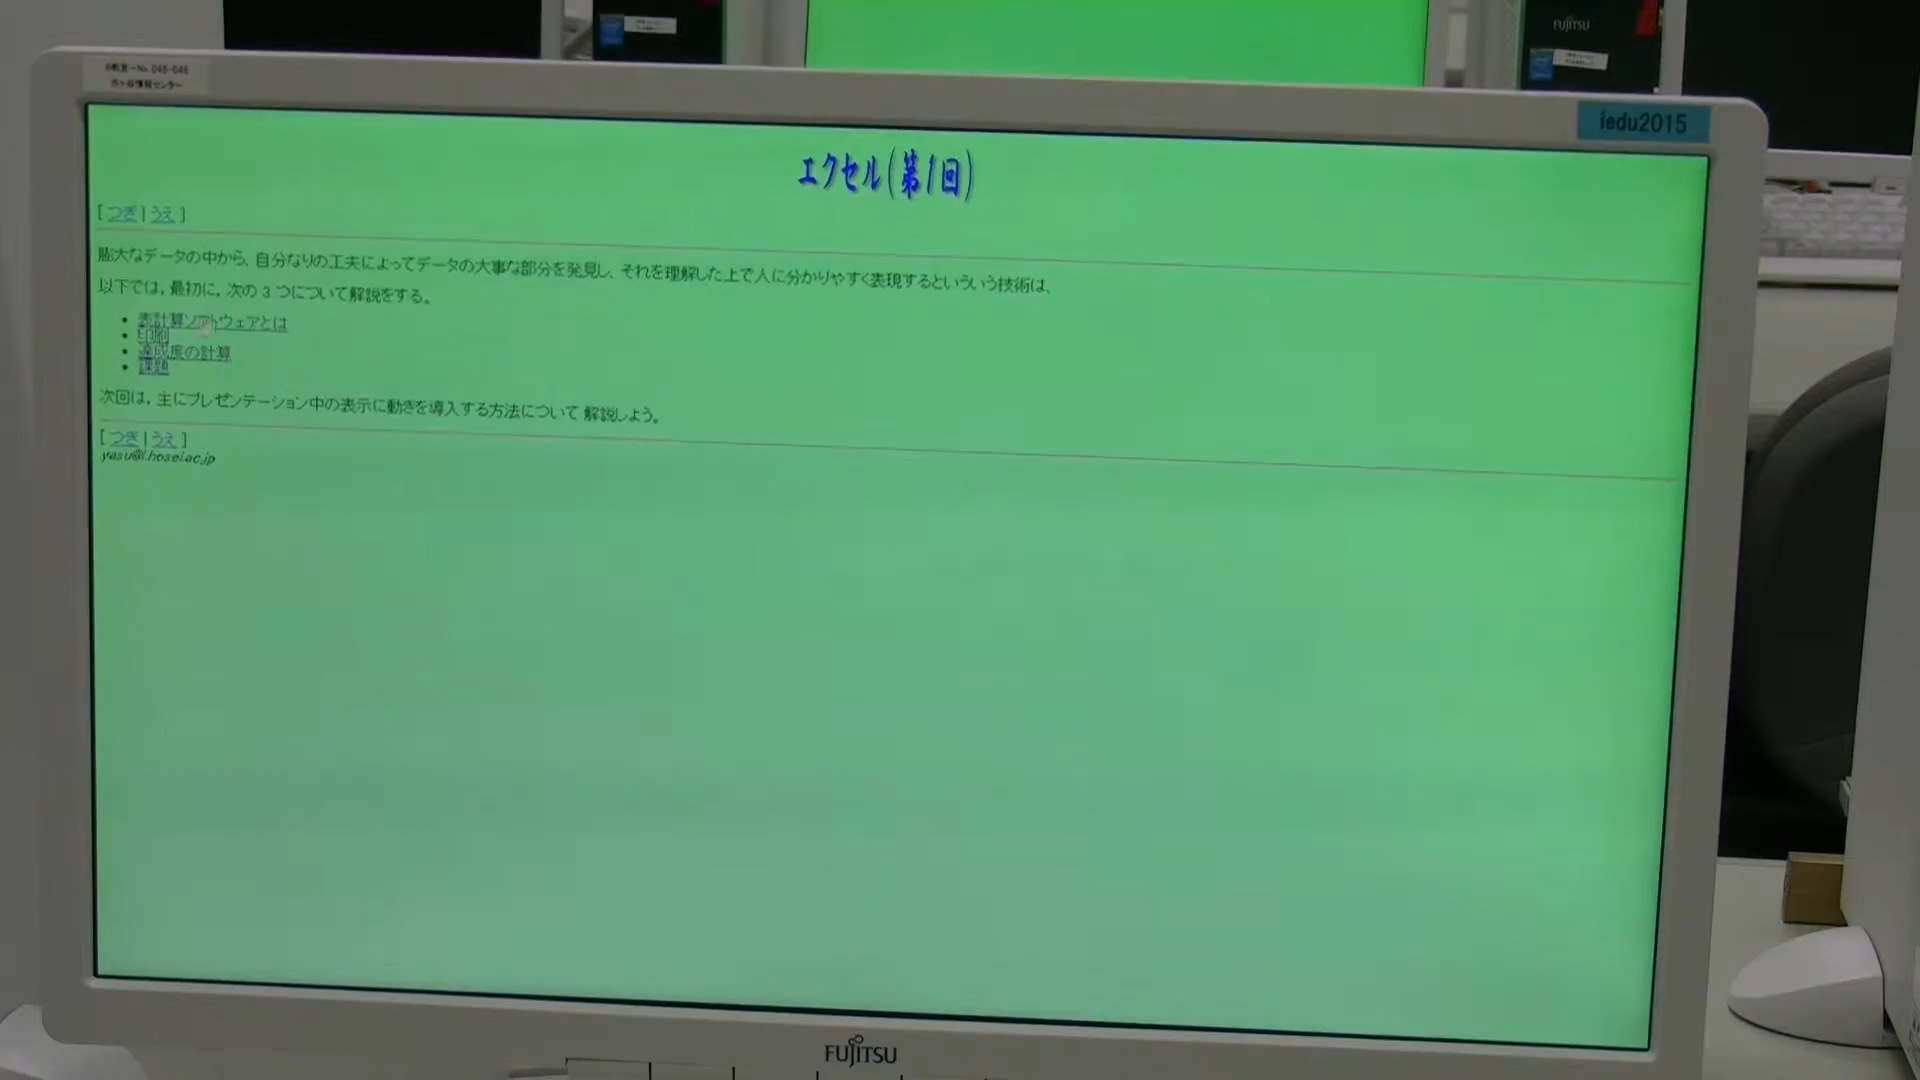 FUJITSU
iedu2015
エクセル(第1回)
[ つぎ | うえ ]
膨大なデータの中から、自分なりの工夫によってデータの大事な部分を発見し、それを理解した上で人に分かりやすく表現するといういう技術は、
以下では、最初に、次の 3 つについて解説をする。
表計算ソフトウェアとは
印刷
達成度の計算
課題
次回は、主にプレゼンテーション中の表示に動きを導入する方法について 解説しよう。
[ つぎ | うえ ]
yasu@i.hosei.ac.jp
FUJITSU